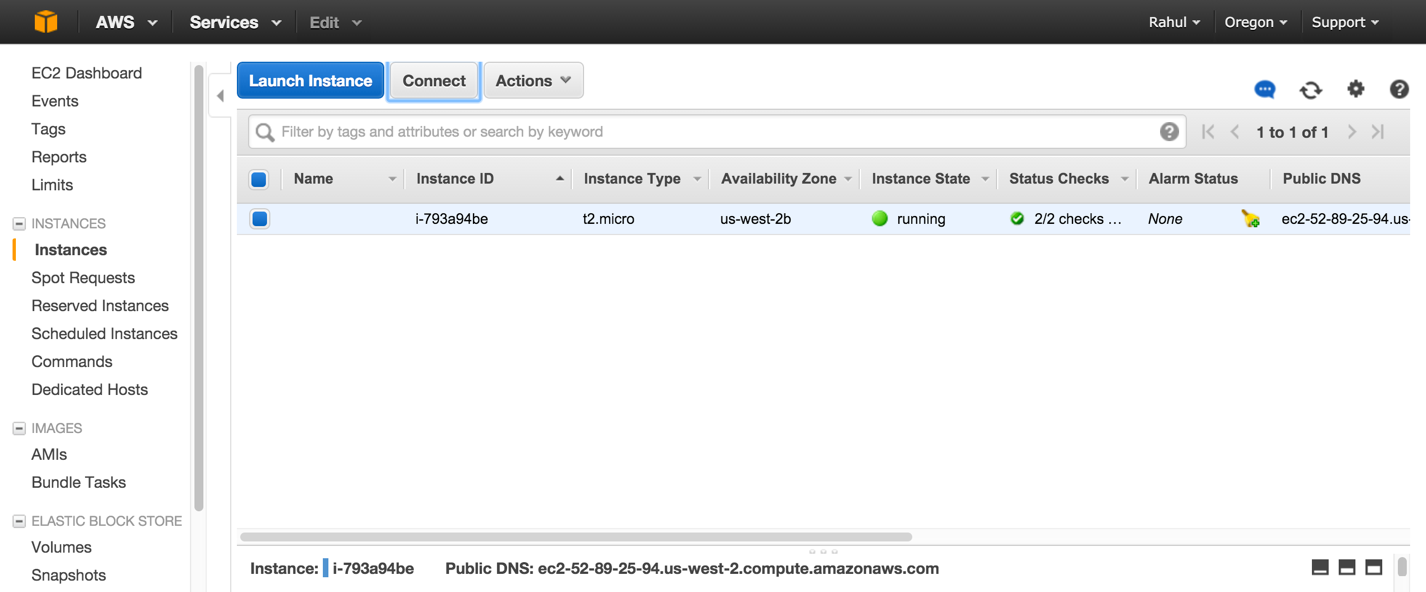 AWS Services Edit Rahul Oregon Support
EC2 Dashboard
Events
Tags
Reports
Limits
INSTANCES
Instances
Spot Requests
Reserved Instances
Scheduled Instances
Commands
Dedicated Hosts
IMAGES
AMIs
Bundle Tasks
ELASTIC BLOCK STORE
Volumes
Snapshots
Launch Instance Connect Actions
Filter by tags and attributes or search by keyword ? 1 to 1 of 1
Name Instance ID Instance Type Availability Zone Instance State Status Checks Alarm Status Public DNS
i-793a94be t2.micro us-west-2b running 2/2 checks ... None ec2-52-89-25-94.us-
Instance: i-793a94be Public DNS: ec2-52-89-25-94.us-west-2.compute.amazonaws.com